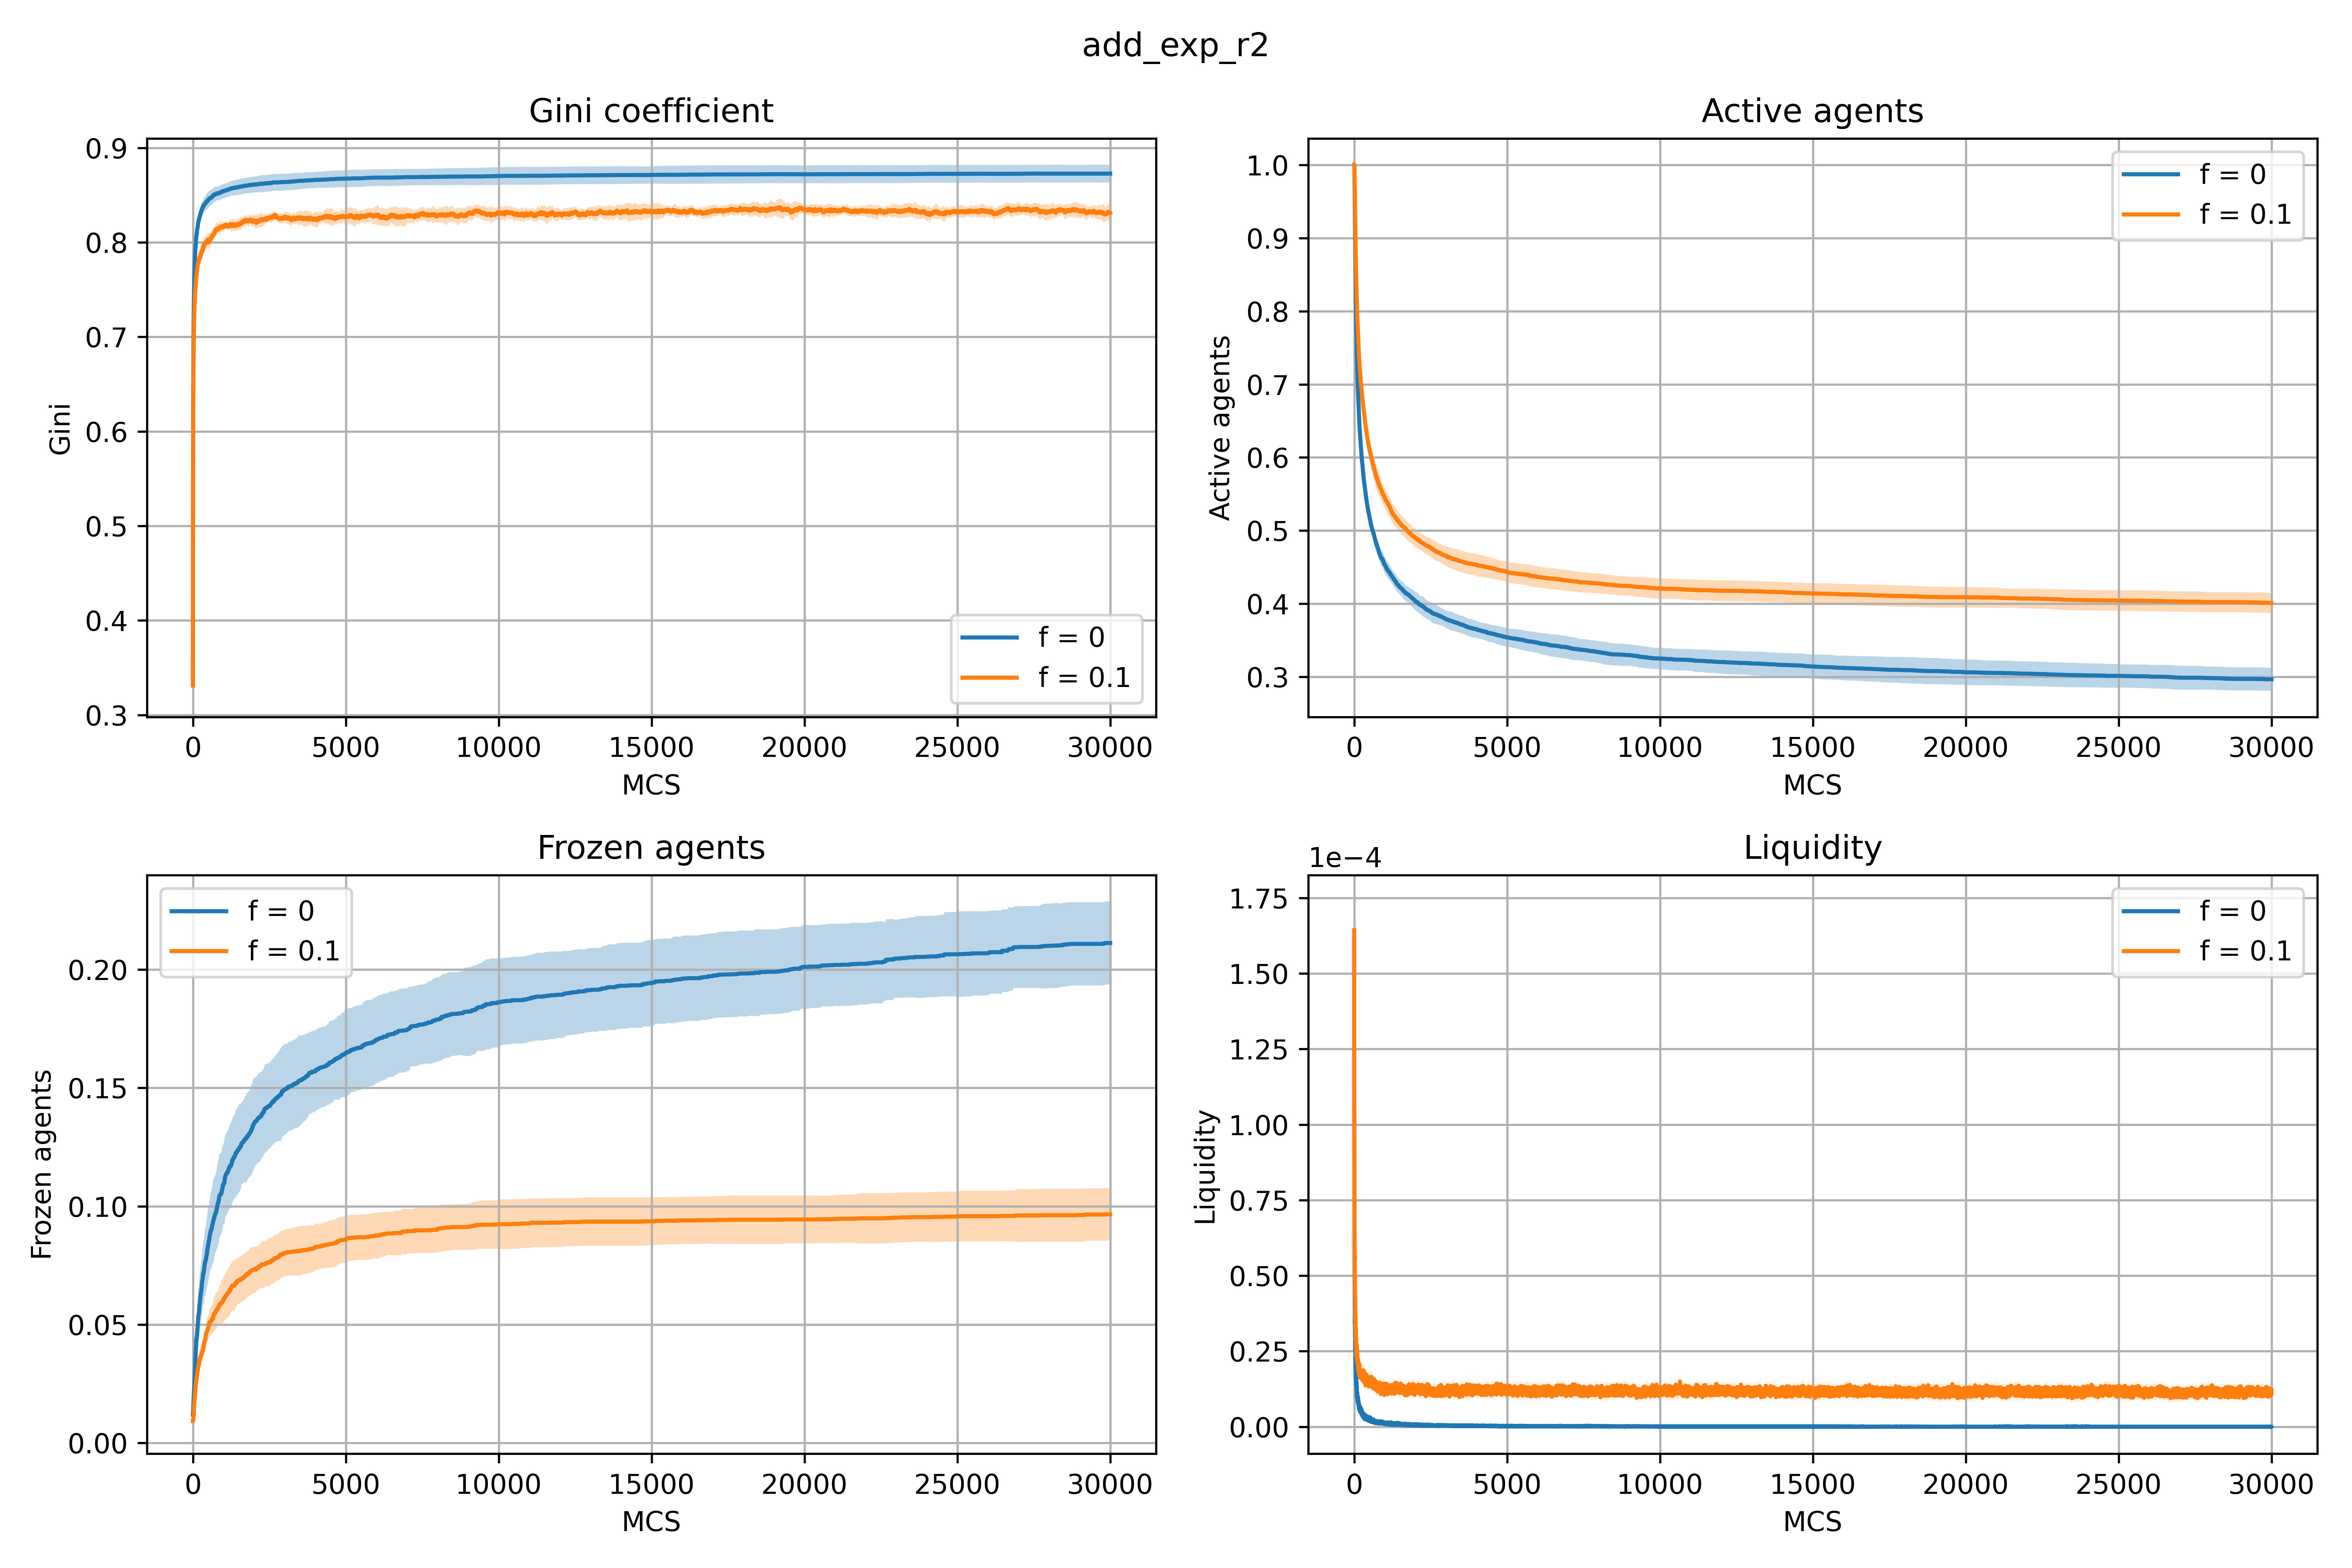 add_exp_r2
Gini coefficient
0.9
0.8
0.7
0.6
0.5
0.4
0.3
Gini
f = 0
f = 0.1
0 5000 10000 15000 20000 25000 30000
MCS
Active agents
1.0
0.9
0.8
0.7
0.6
0.5
0.4
0.3
Active agents
f = 0
f = 0.1
0 5000 10000 15000 20000 25000 30000
MCS
Frozen agents
0.20
0.15
0.10
0.05
0.00
Frozen agents
f = 0
f = 0.1
0 5000 10000 15000 20000 25000 30000
MCS
Liquidity
1e−4
1.75
1.50
1.25
1.00
0.75
0.50
0.25
0.00
Liquidity
f = 0
f = 0.1
0 5000 10000 15000 20000 25000 30000
MCS